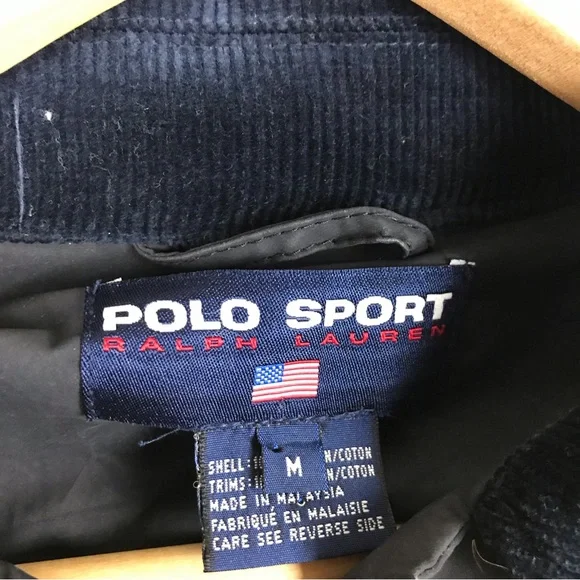 POLO SPORT
RALPH LAUREN
M
SHELL: N/COTON
TRIMS: N/COTON
MADE IN MALAYSIA
FABRIQUÉ EN MALAISIE
CARE SEE REVERSE SIDE